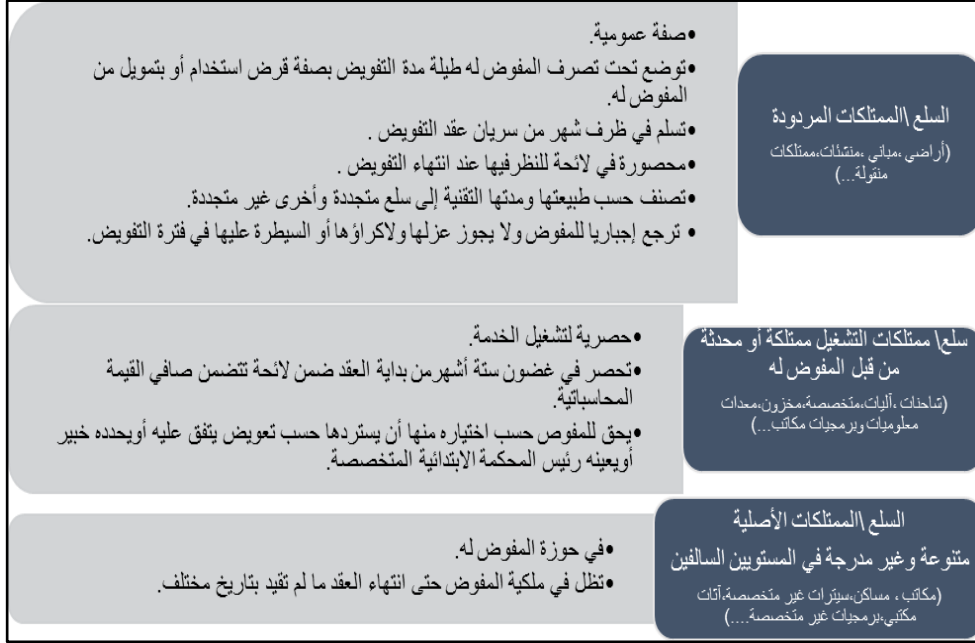 السلع\الممتلكات المردودة
(أراضي ،مباني ،منشئات،ممتلكات
منقولة...)
•صفة عمومية.
•توضع تحت تصرف المفوض له طيلة مدة التفويض بصفة قرض استخدام أو بتمويل من
المفوض له.
•تسلم في ظرف شهر من سريان عقد التفويض .
•محصورة في لائحة للنظرفيها عند انتهاء التفويض .
•تصنف حسب طبيعتها ومدتها التقنية إلى سلع متجددة وأخرى غير متجددة.
• ترجع إجباريا للمفوض ولا يجوز عزلها ولاكراؤها أو السيطرة عليها في فترة التفويض.
سلع\ ممتلكات التشغيل ممتلكة أو محدثة
من قبل المفوض له
(شاحنات ،آليات،متخصصة،مخزون،معدات
معلوميات وبرمجيات مكاتب...)
•حصرية لتشغيل الخدمة.
•تحصر في غضون ستة أشهرمن بداية العقد ضمن لائحة تتضمن صافي القيمة
المحاسباتية.
•يحق للمفوص حسب اختياره منها أن يستردها حسب تعويض يتفق عليه أويحدده خبير
أويعينه رئيس المحكمة الابتدائية المتخصصة.
السلع\الممتلكات الأصلية
متنوعة وغير مدرجة في المستويين السالفين
(مكاتب ، مساكن،سيترات غير متخصصة،آثات
مكتبي،برمجيات غير متخصصة....)
•في حوزة المفوض له.
•تظل في ملكية المفوض حتى انتهاء العقد ما لم تقيد بتاريخ مختلف.